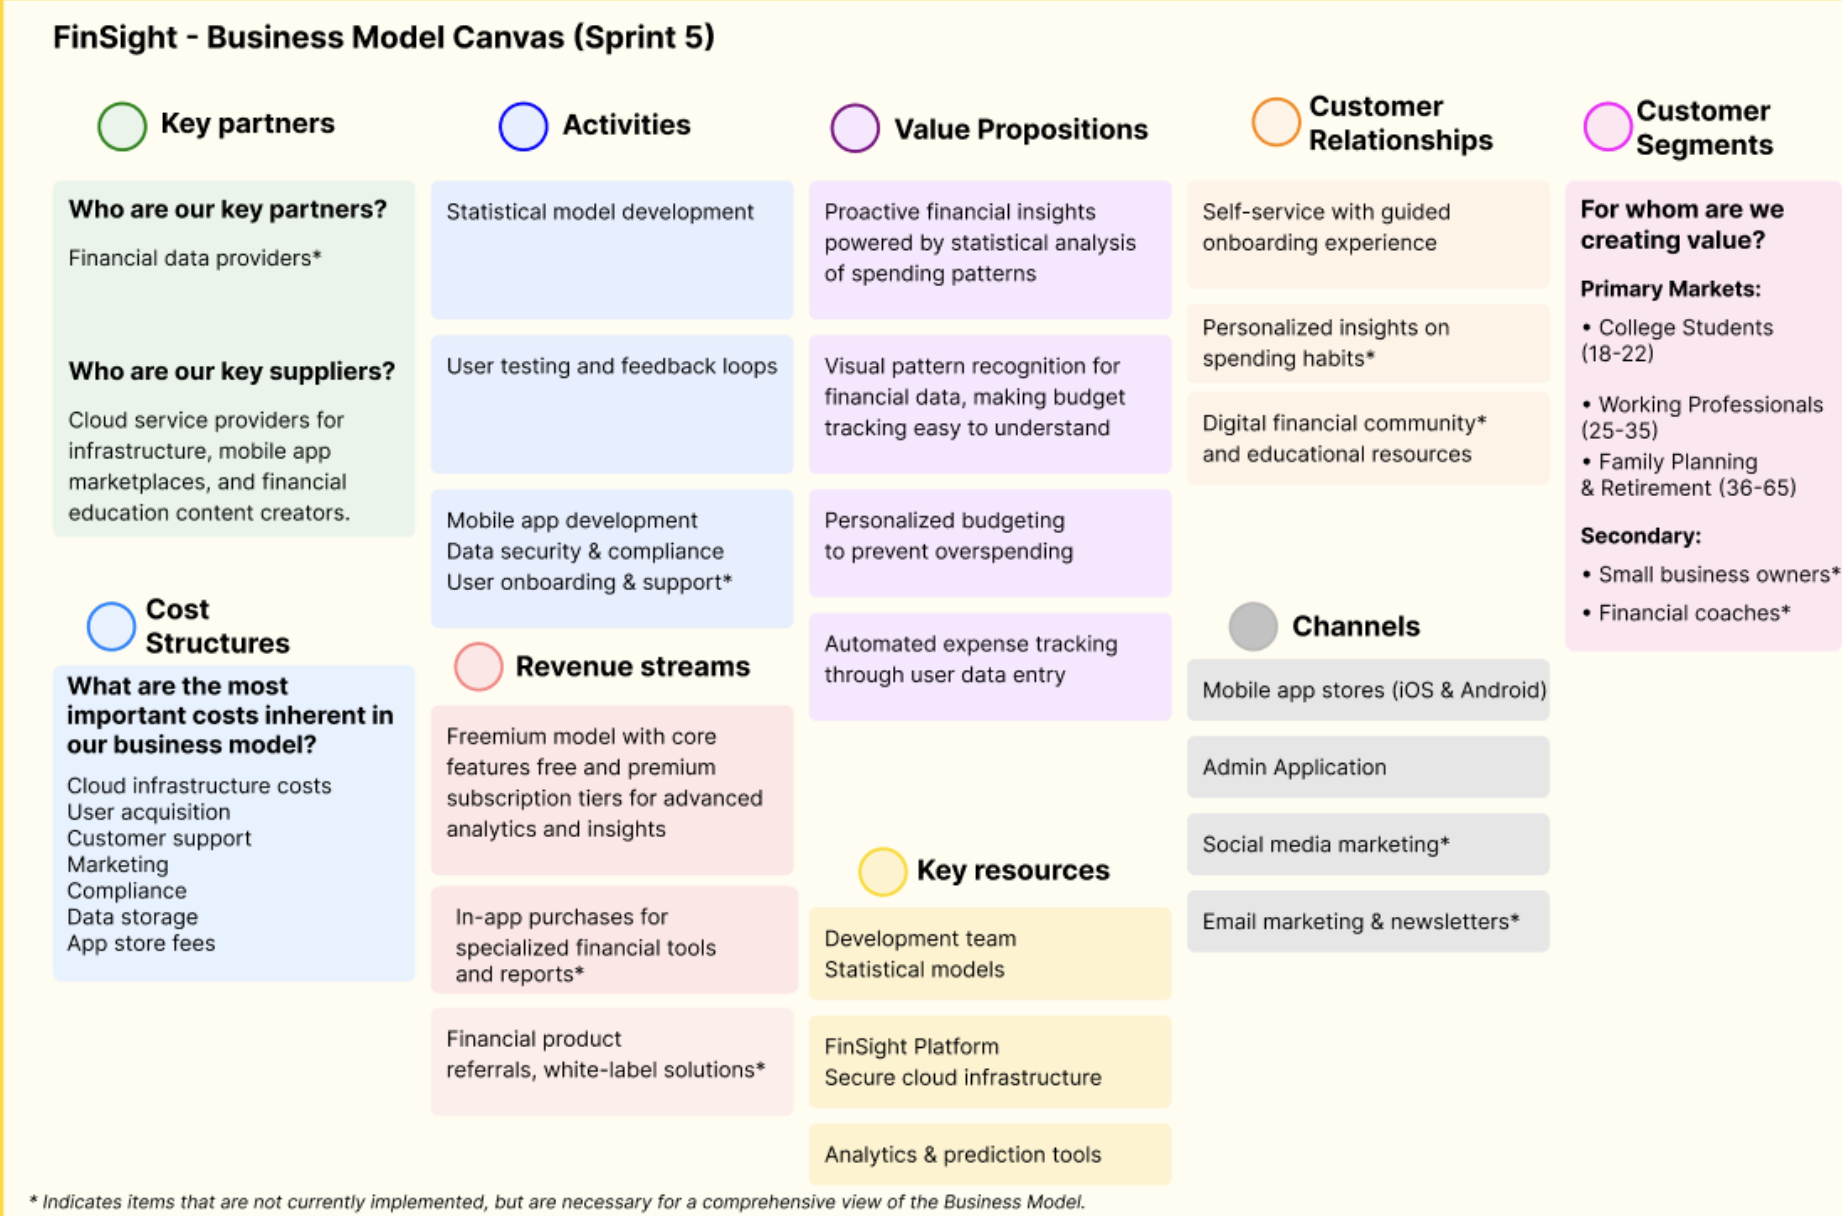 FinSight - Business Model Canvas (Sprint 5)
Key partners
Who are our key partners?
Financial data providers*
Who are our key suppliers?
Cloud service providers for
infrastructure, mobile app
marketplaces, and financial
education content creators.
Cost
Structures
What are the most
important costs inherent in
our business model?
Cloud infrastructure costs
User acquisition
Customer support
Marketing
Compliance
Data storage
App store fees
Activities
Statistical model development
User testing and feedback loops
Mobile app development
Data security & compliance
User onboarding & support*
Revenue streams
Freemium model with core
features free and premium
subscription tiers for advanced
analytics and insights
In-app purchases for
specialized financial tools
and reports*
Financial product
referrals, white-label solutions*
Value Propositions
Proactive financial insights
powered by statistical analysis
of spending patterns
Visual pattern recognition for
financial data, making budget
tracking easy to understand
Personalized budgeting
to prevent overspending
Automated expense tracking
through user data entry
Key resources
Development team
Statistical models
FinSight Platform
Secure cloud infrastructure
Analytics & prediction tools
Customer
Relationships
Self-service with guided
onboarding experience
Personalized insights on
spending habits*
Digital financial community*
and educational resources
Channels
Mobile app stores (iOS & Android)
Admin Application
Social media marketing*
Email marketing & newsletters*
Customer
Segments
For whom are we
creating value?
Primary Markets:
• College Students
(18-22)
• Working Professionals
(25-35)
• Family Planning
& Retirement (36-65)
Secondary:
• Small business owners*
• Financial coaches*
* Indicates items that are not currently implemented, but are necessary for a comprehensive view of the Business Model.